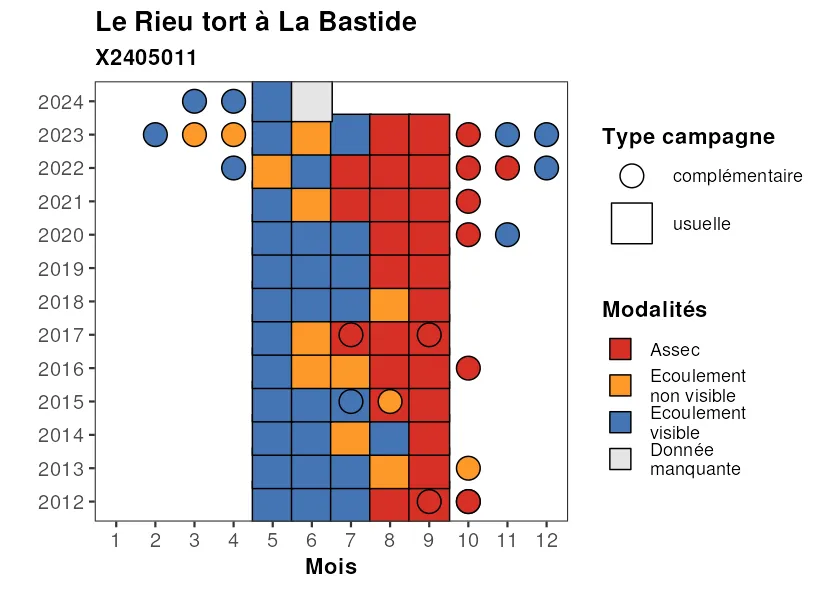 Le Rieu tort à La Bastide
X2405011
2024
2023
2022
2021
2020
2019
2018
2017
2016
2015
2014
2013
2012
1 2 3 4 5 6 7 8 9 10 11 12
Mois
Type campagne
complémentaire
usuelle
Modalités
Assec
Ecoulement
non visible
Ecoulement
visible
Donnée
manquante